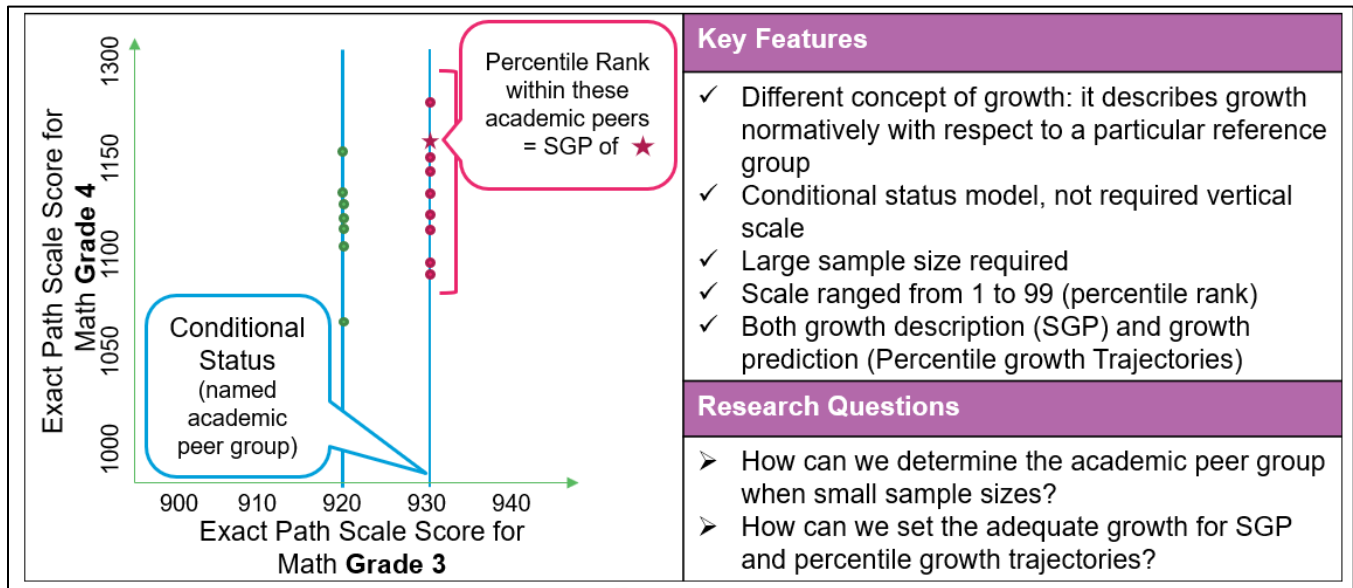 Exact Path Scale Score for
Math Grade 4
1300
1150
1100
1050
1000
Percentile Rank
within these
academic peers
= SGP of ★
Conditional
Status
(named
academic
peer group)
900 910 920 930 940
Exact Path Scale Score for
Math Grade 3
Key Features
✓ Different concept of growth: it describes growth
normatively with respect to a particular reference
group
✓ Conditional status model, not required vertical
scale
✓ Large sample size required
✓ Scale ranged from 1 to 99 (percentile rank)
✓ Both growth description (SGP) and growth
prediction (Percentile growth Trajectories)
Research Questions
➢ How can we determine the academic peer group
when small sample sizes?
➢ How can we set the adequate growth for SGP
and percentile growth trajectories?